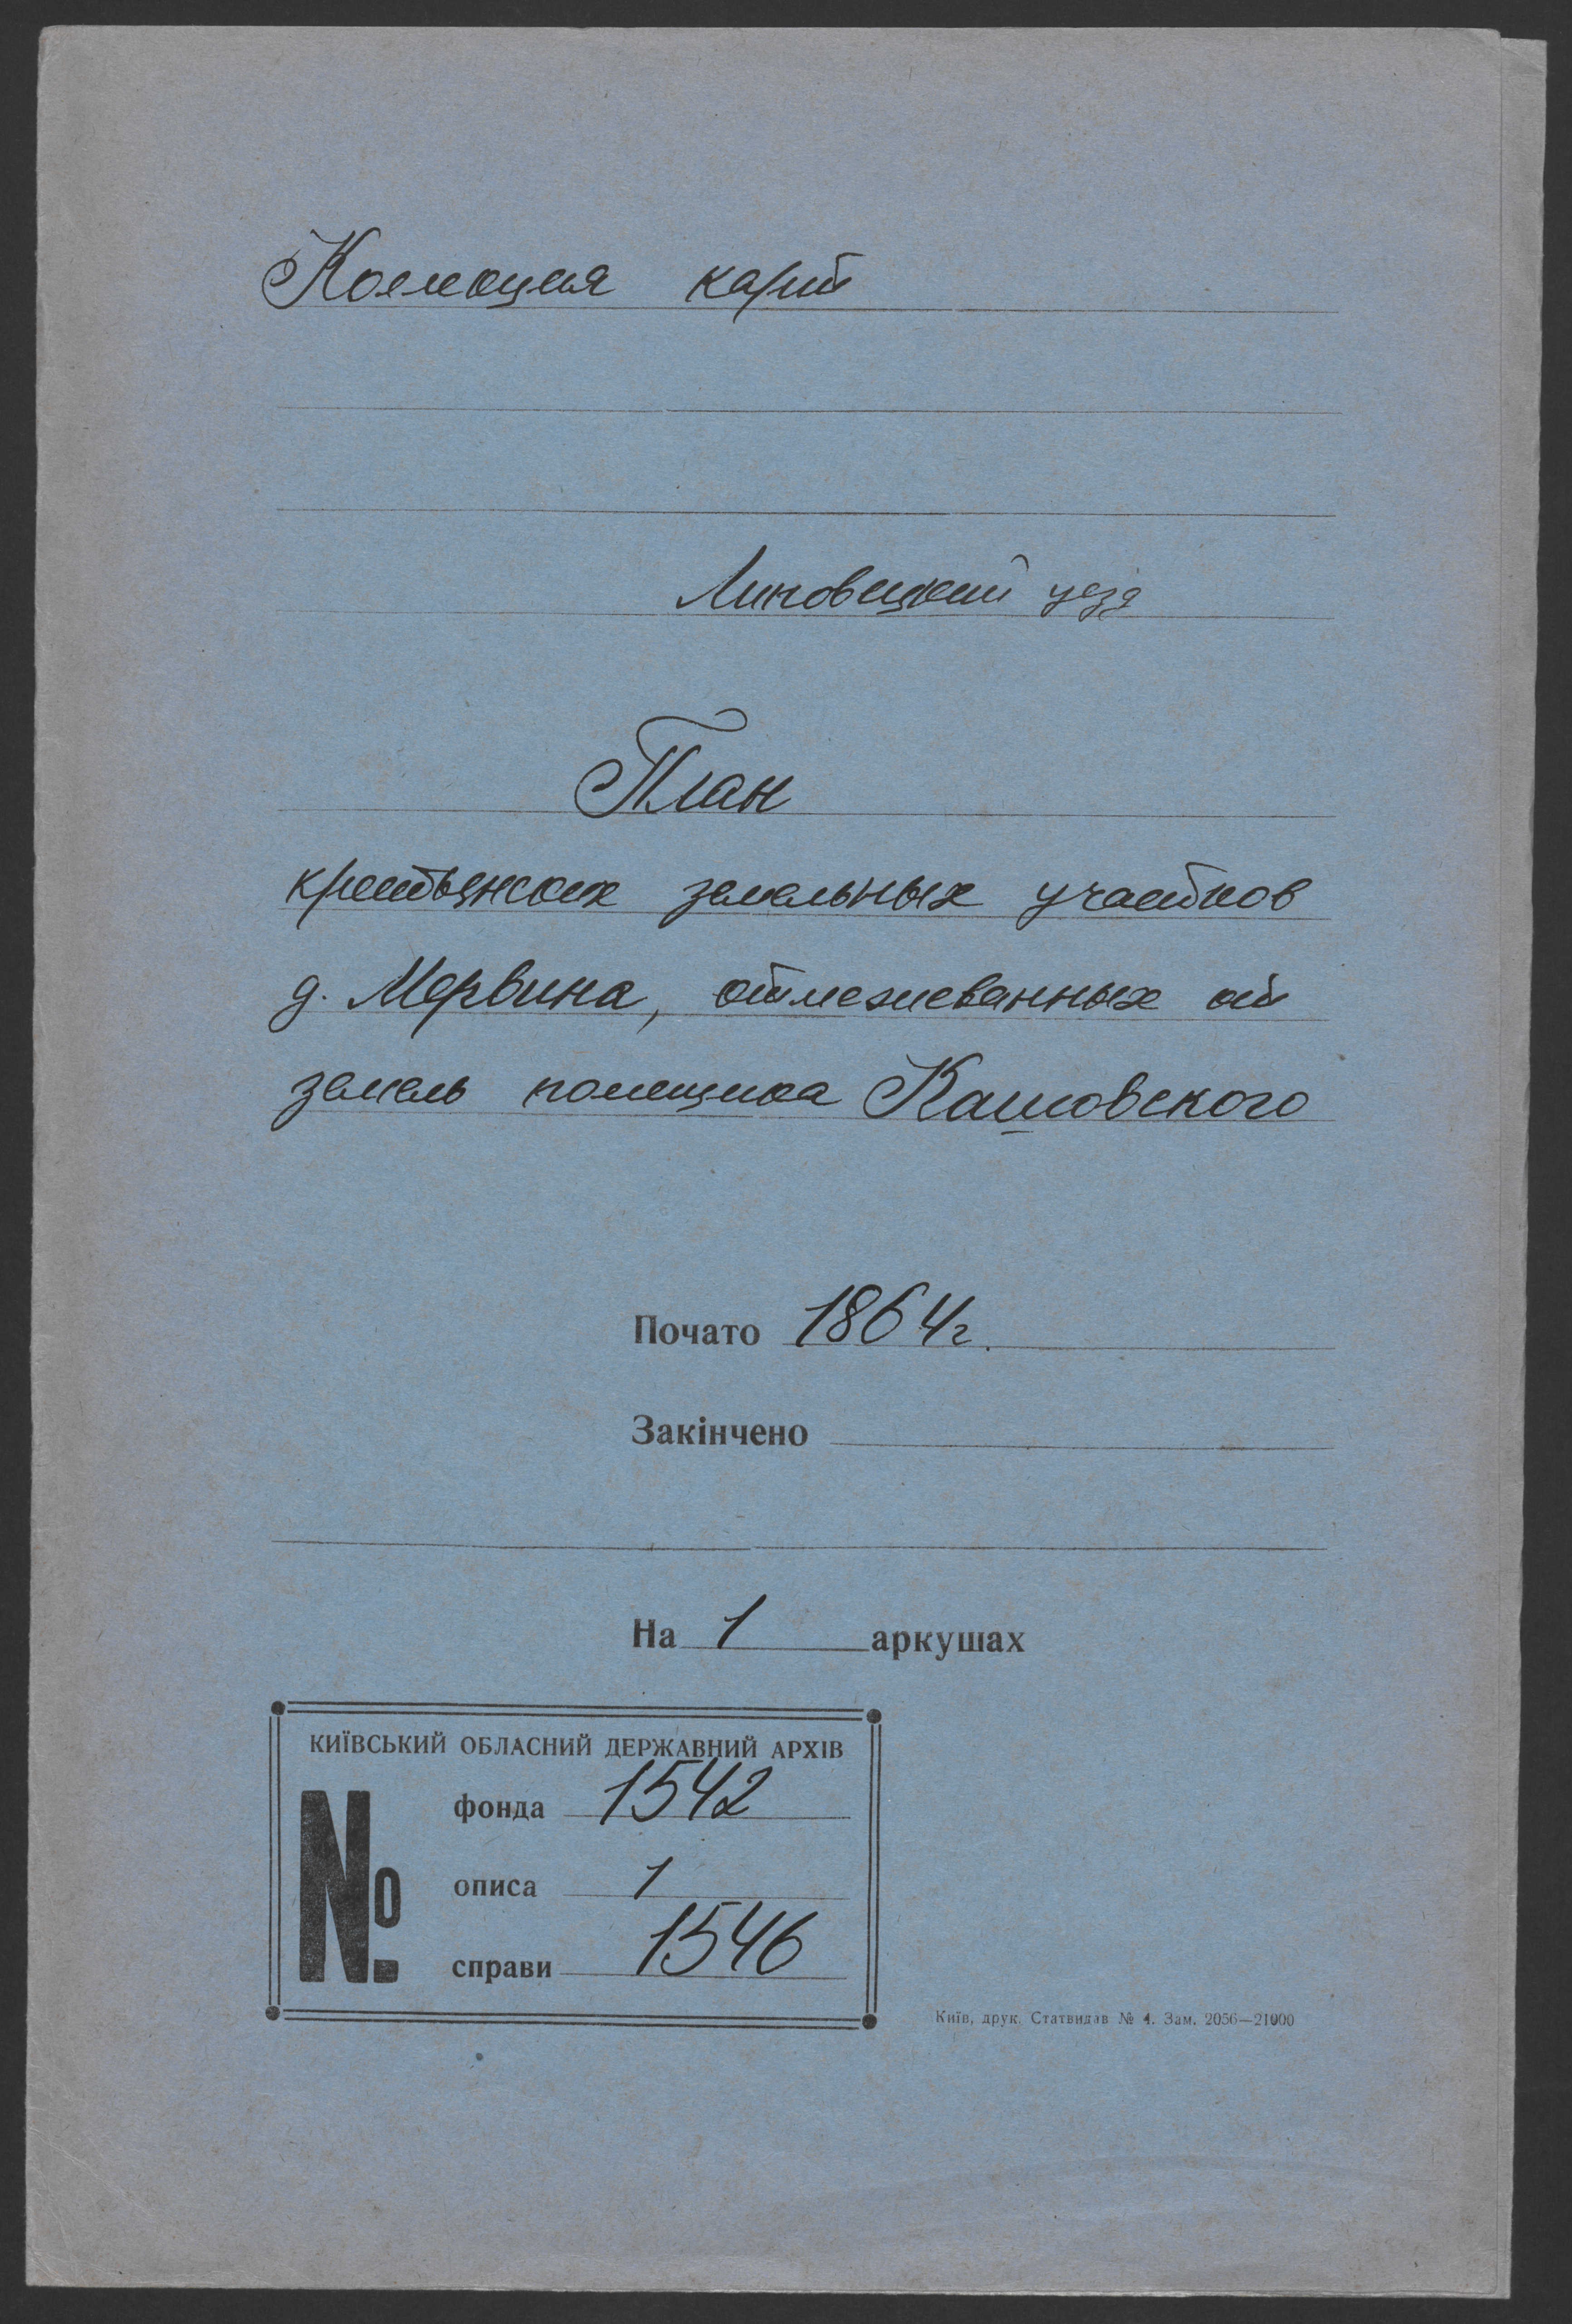 Коллекция карт
Липовецкий уезд
План
крестьянских земельных участков
д. Мервина, отмежеванных от
земель помещика Кашовского
Почато 1864г.
Закінчено
На 1 аркушах
КИЇВСЬКИЙ ОБЛАСНИЙ ДЕРЖАВНИЙ АРХІВ
№
фонда 1542
описа 1
справи 1546
Київ, друк. Статвидав № 4. Зам. 2056—21000